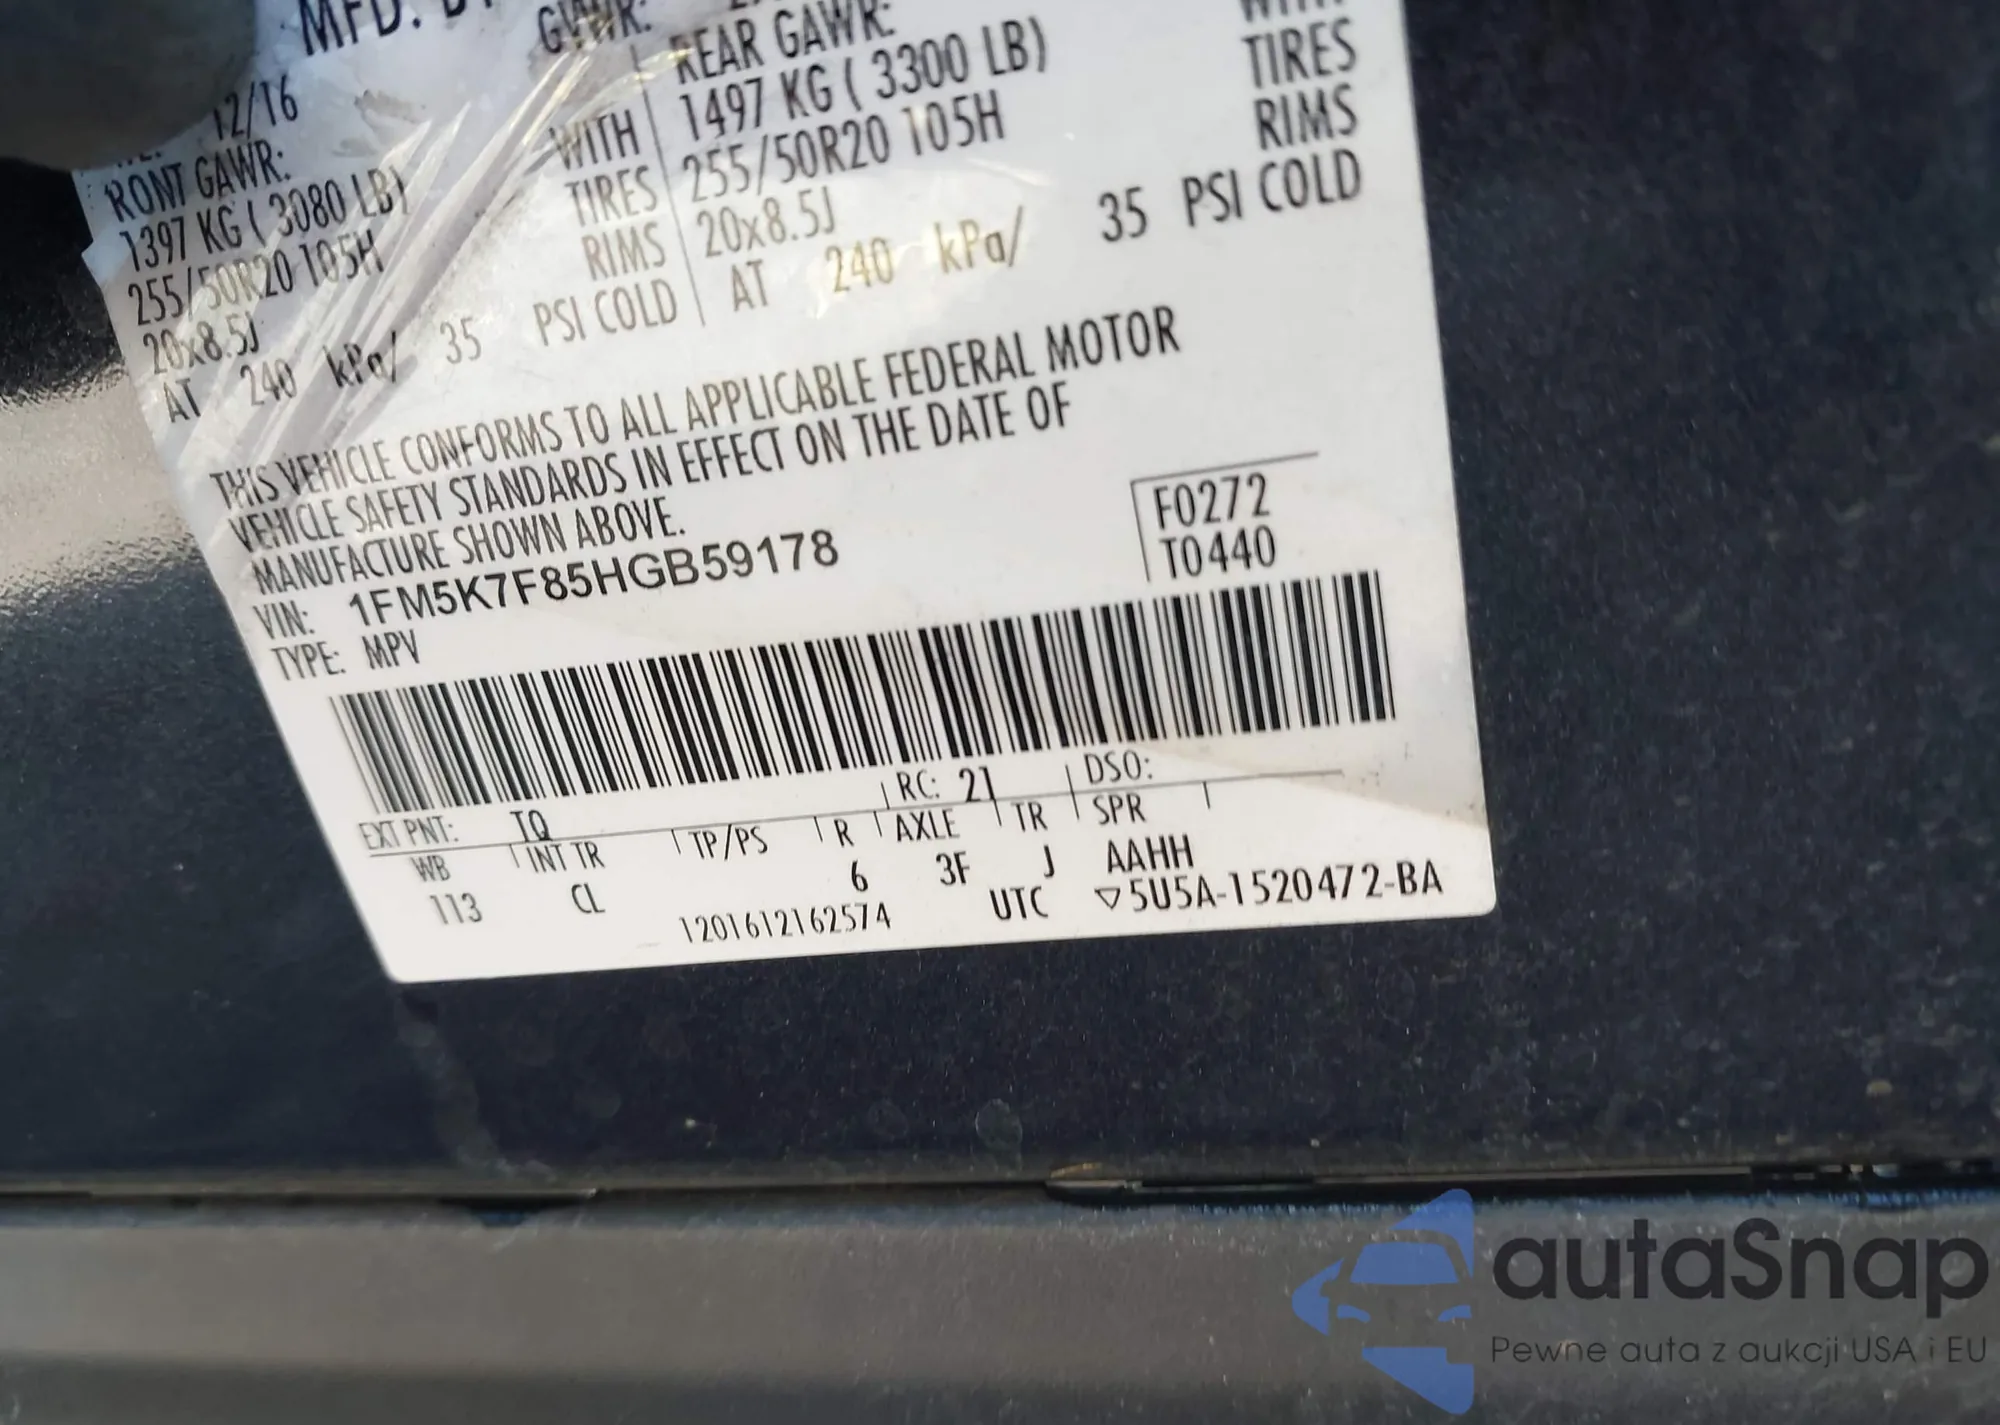 MFD. B
GVWR:
12/16
RONT GAWR:
1397 KG ( 3080 LB)
255/50R20 105H
20x8.5J
AT 240 kPa/ 35 PSI COLD
WITH
TIRES
RIMS
REAR GAWR:
1497 KG ( 3300 LB)
255/50R20 105H
20x8.5J
AT 240 kPa/ 35 PSI COLD
WITH
TIRES
RIMS
THIS VEHICLE CONFORMS TO ALL APPLICABLE FEDERAL MOTOR
VEHICLE SAFETY STANDARDS IN EFFECT ON THE DATE OF
MANUFACTURE SHOWN ABOVE.
VIN: 1FM5K7F85HGB59178
TYPE: MPV
F0272
T0440
EXT PNT: TQ RC: 21 DSO:
WB INT TR TP/PS R AXLE TR SPR
113 CL 6 3F J AAHH
1201612162574 UTC ▽5U5A-1520472-BA
autaSnap
Pewne auta z aukcji USA i EU